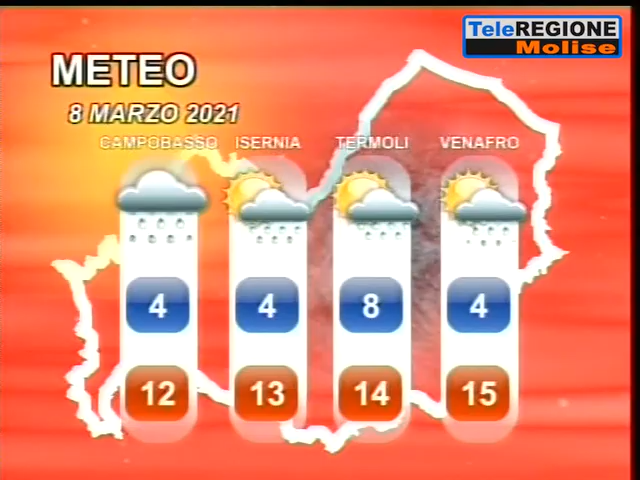 TeleREGIONE
Molise
METEO
8 MARZO 2021
CAMPOBASSO ISERNIA TERMOLI VENAFRO
4 4 8 4
12 13 14 15